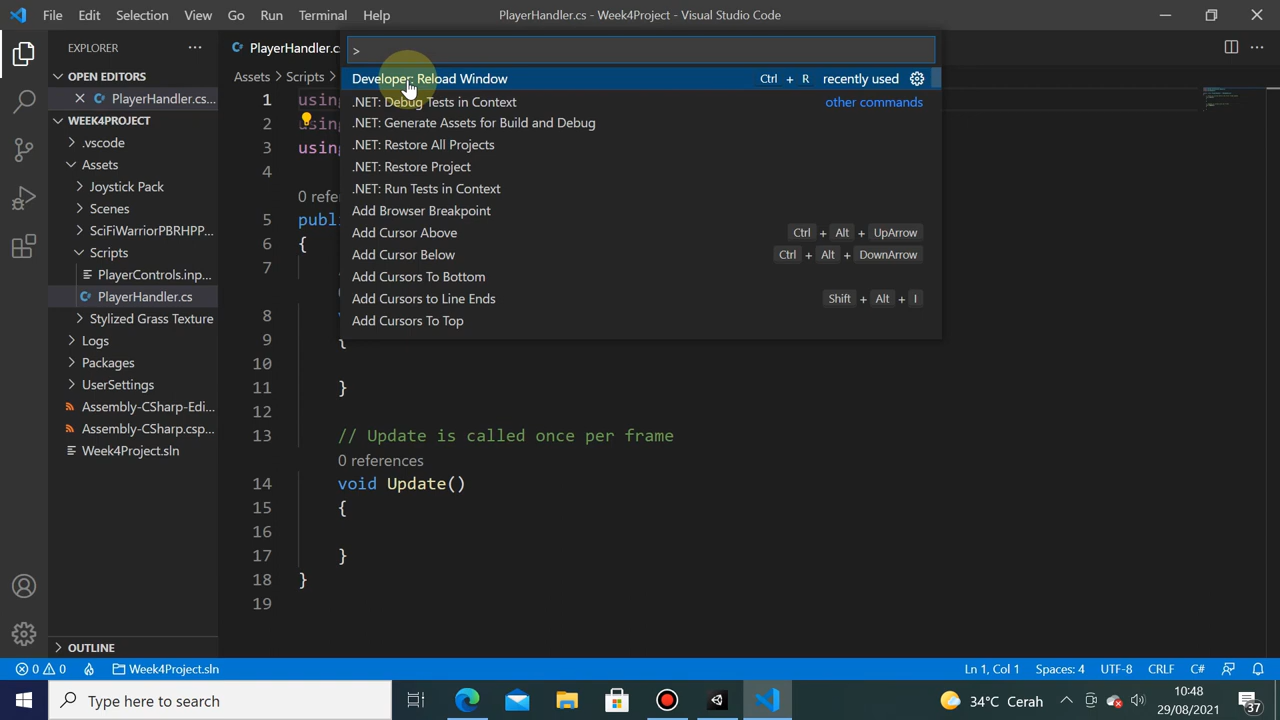 File Edit Selection View Go Run Terminal Help PlayerHandler.cs - Week4Project - Visual Studio Code
EXPLORER
OPEN EDITORS
PlayerHandler.cs...
WEEK4PROJECT
.vscode
Assets
Joystick Pack
Scenes
SciFiWarriorPBRHPP...
Scripts
PlayerControls.inp...
PlayerHandler.cs
Stylized Grass Texture
Logs
Packages
UserSettings
Assembly-CSharp-Edi...
Assembly-CSharp.csp...
Week4Project.sln
OUTLINE
PlayerHandler.c
Assets > Scripts >
>
Developer: Reload Window Ctrl + R recently used
.NET: Debug Tests in Context other commands
.NET: Generate Assets for Build and Debug
.NET: Restore All Projects
.NET: Restore Project
.NET: Run Tests in Context
Add Browser Breakpoint
Add Cursor Above Ctrl + Alt + UpArrow
Add Cursor Below Ctrl + Alt + DownArrow
Add Cursors To Bottom
Add Cursors to Line Ends Shift + Alt + I
Add Cursors To Top
1 using
2 using
3 using
4
0 refe
5 publi
6 {
7
8
9 {
10
11 }
12
13 // Update is called once per frame
0 references
14 void Update()
15 {
16
17 }
18 }
19
0 0 Week4Project.sln Ln 1, Col 1 Spaces: 4 UTF-8 CRLF C#
Type here to search 34°C Cerah 10:48
29/08/2021
37